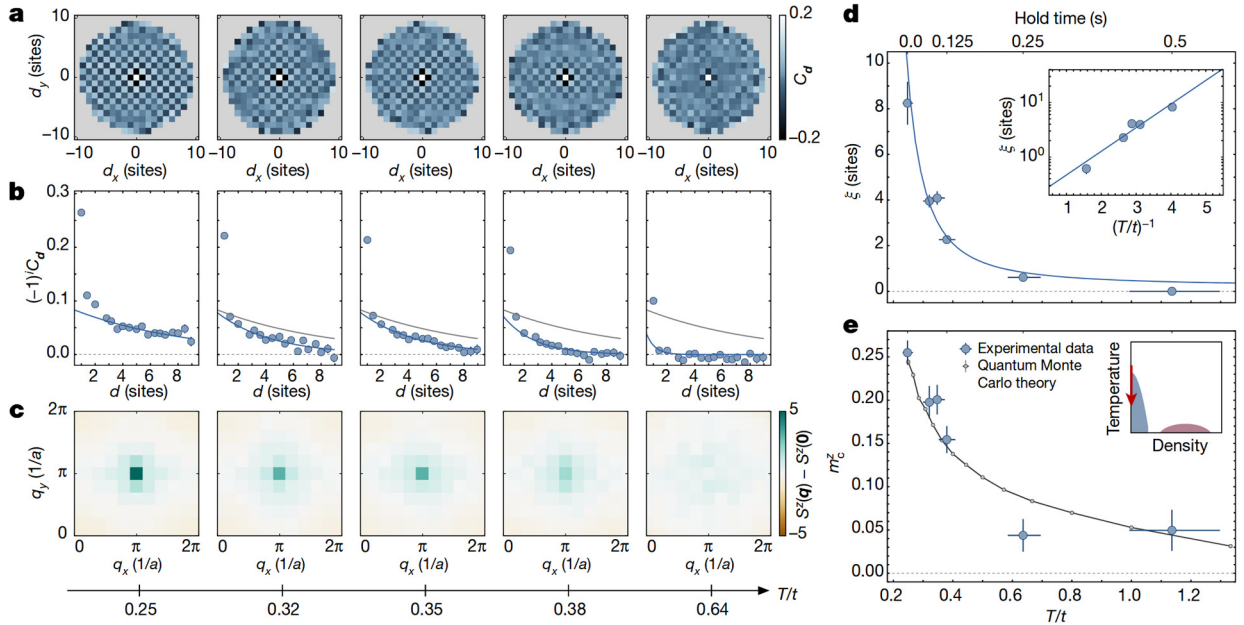 a
0.2
C_d
−0.2
10
0
−10
d_y (sites)
−10 0 10
d_x (sites)
−10 0 10
d_x (sites)
−10 0 10
d_x (sites)
−10 0 10
d_x (sites)
−10 0 10
d_x (sites)
b
0.3
0.2
0.1
0.0
(−1)^i C_d
2 4 6 8
d (sites)
2 4 6 8
d (sites)
2 4 6 8
d (sites)
2 4 6 8
d (sites)
2 4 6 8
d (sites)
c
2π
π
0
q_y (1/a)
0 π 2π
q_x (1/a)
0 π 2π
q_x (1/a)
0 π 2π
q_x (1/a)
0 π 2π
q_x (1/a)
0 π 2π
q_x (1/a)
5
−5
S^z(q) − S^z(0)
T/t
0.25 0.32 0.35 0.38 0.64
d
Hold time (s)
0.0 0.125 0.25 0.5
10
8
6
4
2
0
ξ (sites)
10^1
10^0
ξ (sites)
1 2 3 4 5
(T/t)^−1
e
0.25
0.20
0.15
0.10
0.05
0.00
m_c^z
Experimental data
Quantum Monte
Carlo theory
Temperature
Density
0.2 0.4 0.6 0.8 1.0 1.2
T/t